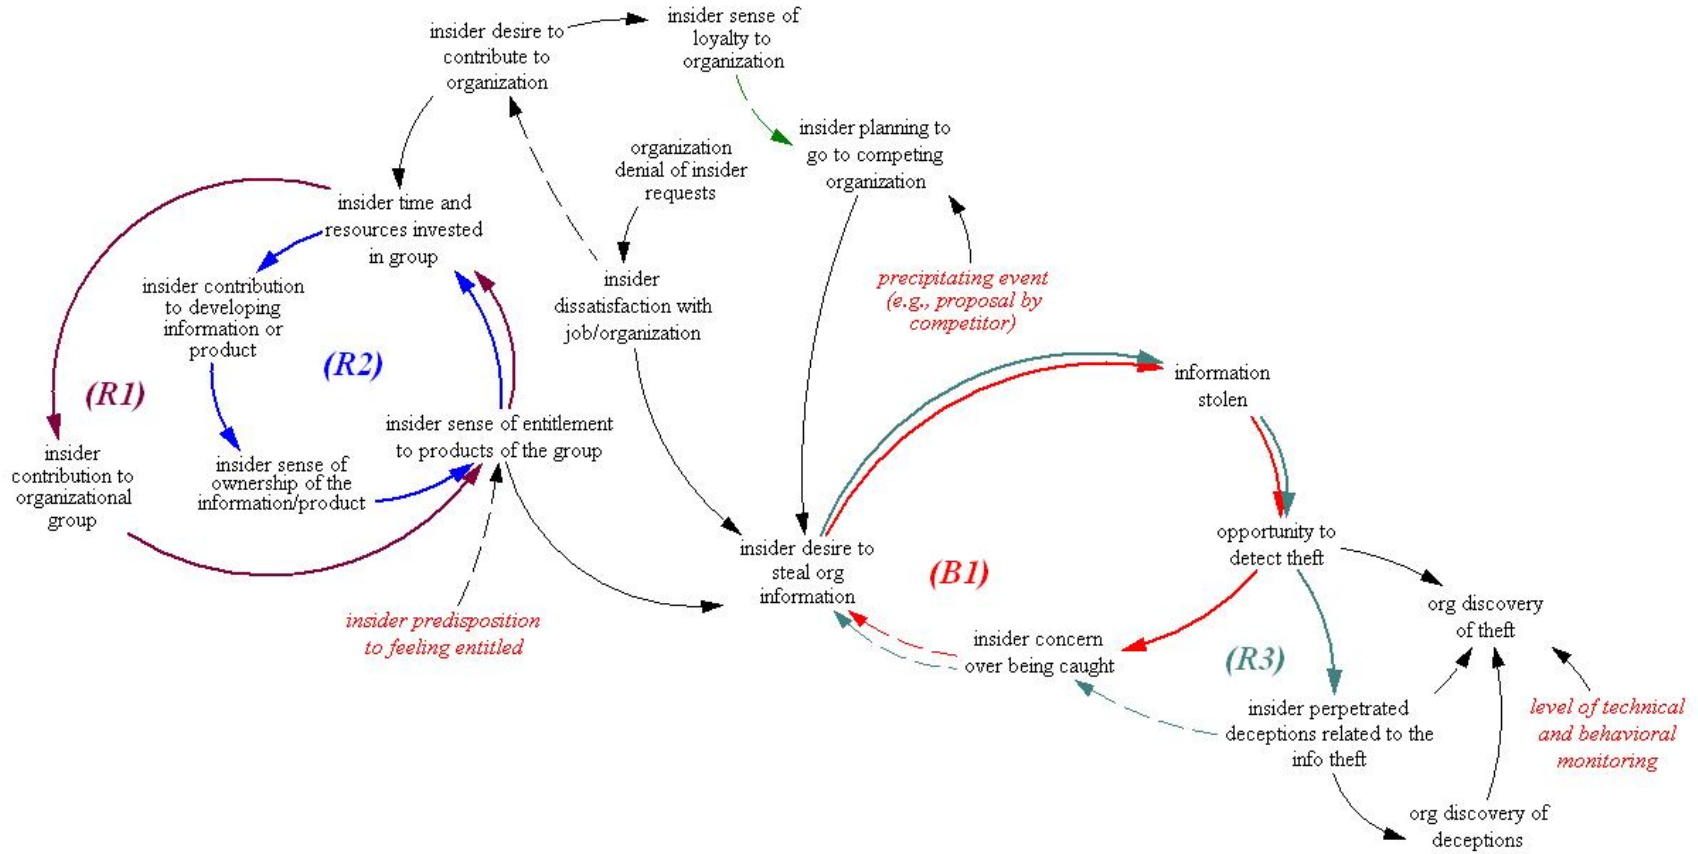 insider desire to
contribute to
organization
insider sense of
loyalty to
organization
insider planning to
go to competing
organization
organization
denial of insider
requests
insider time and
resources invested
in group
insider
dissatisfaction with
job/organization
precipitating event
(e.g., proposal by
competitor)
insider contribution
to developing
information or
product
(R2)
(R1)
information
stolen
insider sense of entitlement
to products of the group
insider
contribution to
organizational
group
insider sense of
ownership of the
information/product
insider desire to
steal org
information
(B1)
opportunity to
detect theft
org discovery
of theft
insider predisposition
to feeling entitled
insider concern
over being caught
(R3)
insider perpetrated
deceptions related to the
info theft
level of technical
and behavioral
monitoring
org discovery of
deceptions